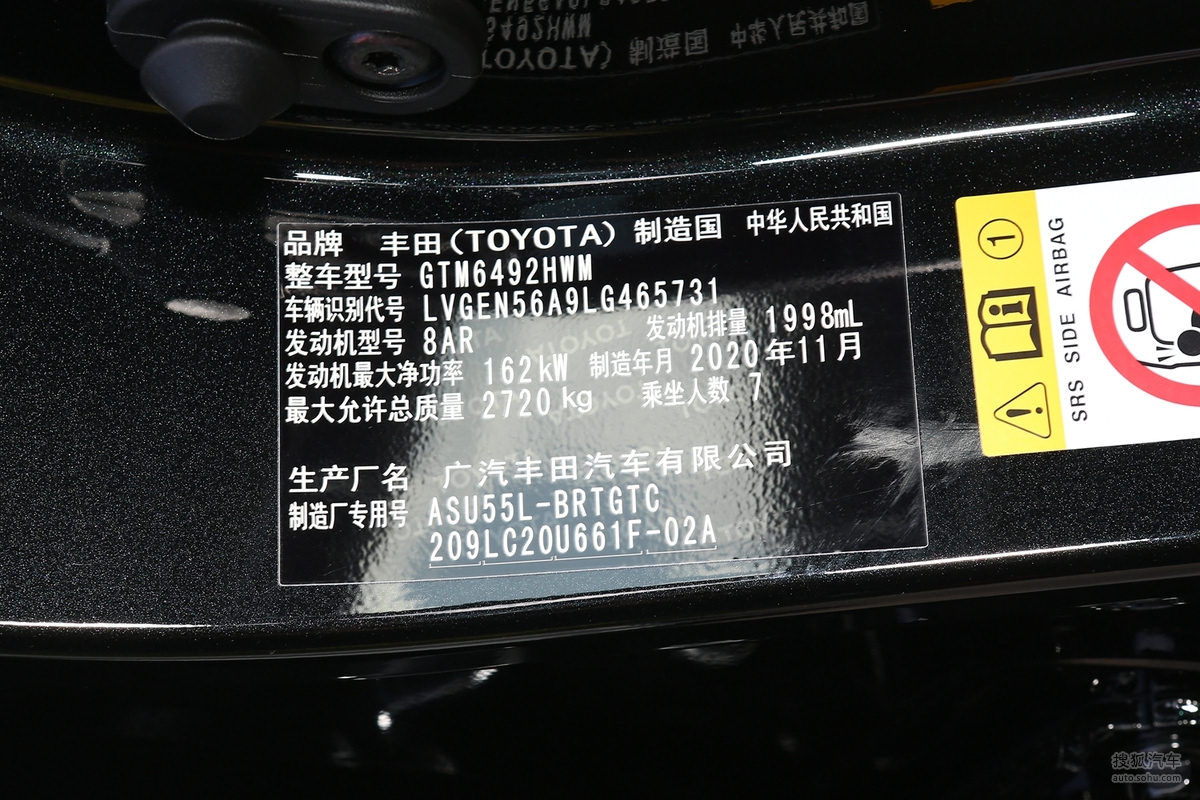 品牌 丰田(TOYOTA) 制造国 中华人民共和国
整车型号 GTM6492HWM
车辆识别代号 LVGEN56A9LG465731
发动机型号 8AR 发动机排量 1998mL
发动机最大净功率 162kW 制造年月 2020年11月
最大允许总质量 2720kg 乘坐人数 7
生产厂名 广汽丰田汽车有限公司
制造厂专用号 ASU55L-BRTGTC
209LC20U661F-02A
1
SRS SIDE AIRBAG
搜狐汽车
auto.sohu.com